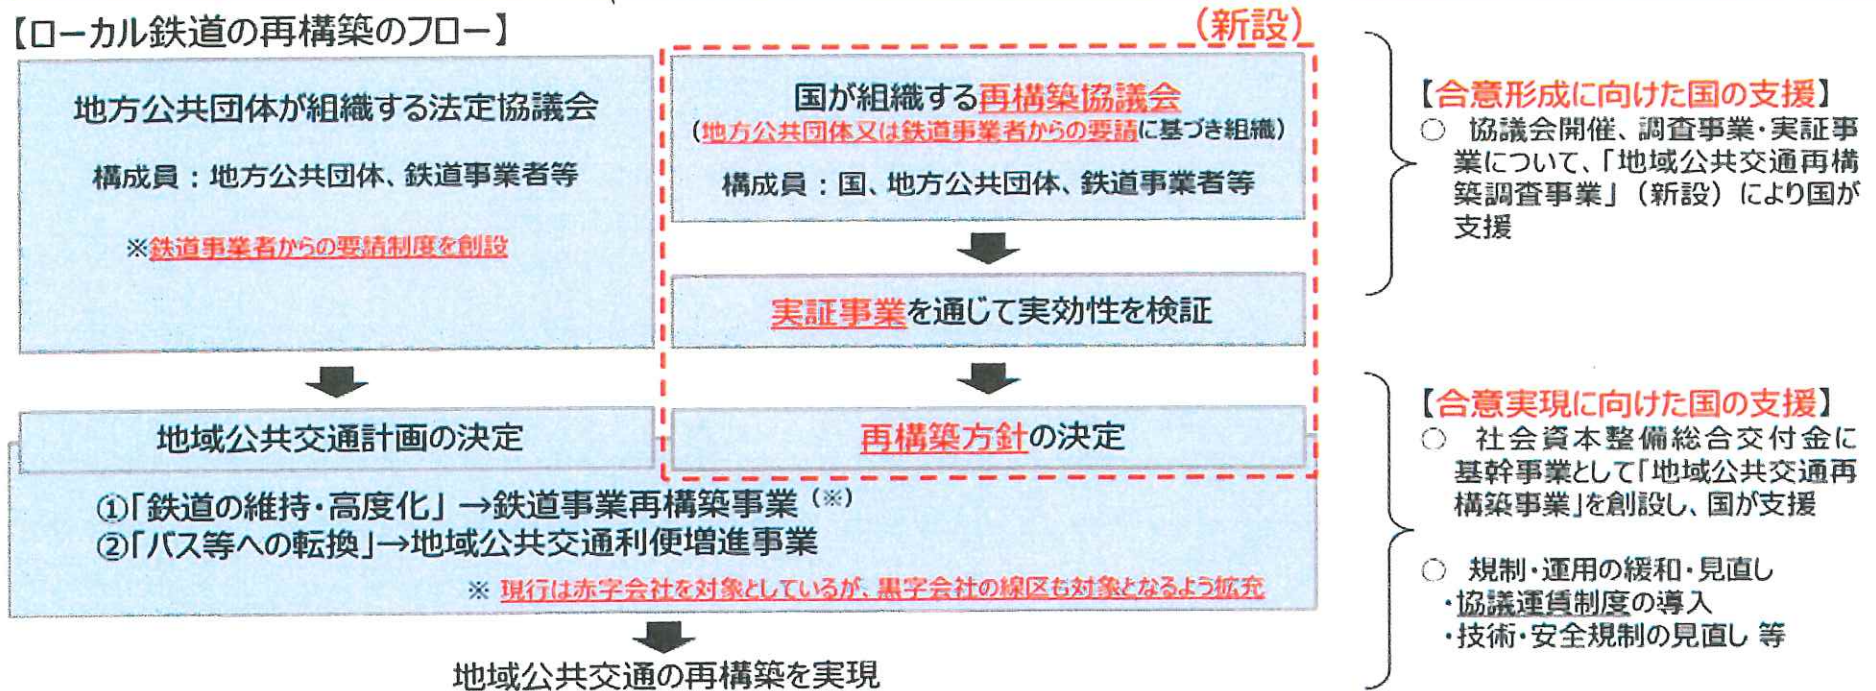 【ローカル鉄道の再構築のフロー】
（新設）
地方公共団体が組織する法定協議会
構成員：地方公共団体、鉄道事業者等
※鉄道事業者からの要請制度を創設
国が組織する再構築協議会
（地方公共団体又は鉄道事業者からの要請に基づき組織）
構成員：国、地方公共団体、鉄道事業者等
実証事業を通じて実効性を検証
地域公共交通計画の決定
再構築方針の決定
①「鉄道の維持・高度化」→鉄道事業再構築事業（※）
②「バス等への転換」→地域公共交通利便増進事業
※ 現行は赤字会社を対象としているが、黒字会社の線区も対象となるよう拡充
地域公共交通の再構築を実現
【合意形成に向けた国の支援】
○ 協議会開催、調査事業・実証事
業について、「地域公共交通再構
築調査事業」（新設）により国が
支援
【合意実現に向けた国の支援】
○ 社会資本整備総合交付金に
基幹事業として「地域公共交通再
構築事業」を創設し、国が支援
○ 規制・運用の緩和・見直し
・協議運賃制度の導入
・技術・安全規制の見直し 等